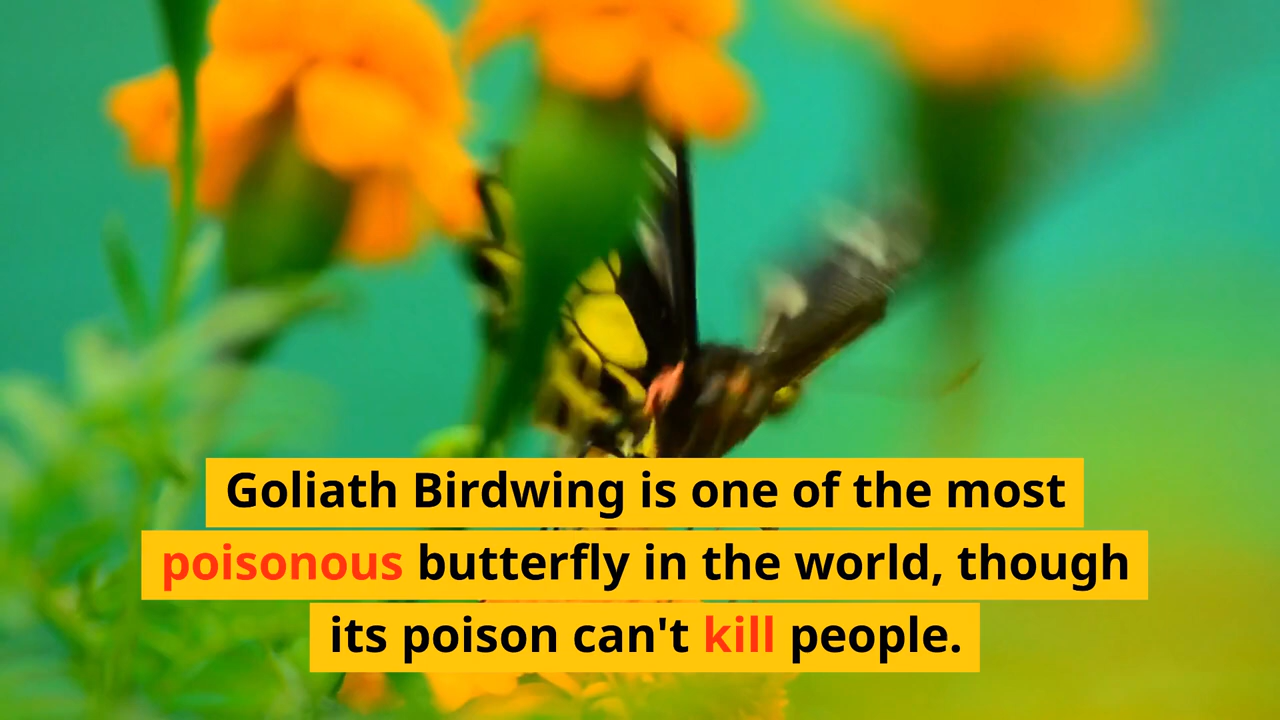 Goliath Birdwing is one of the most
poisonous butterfly in the world, though
its poison can't kill people.